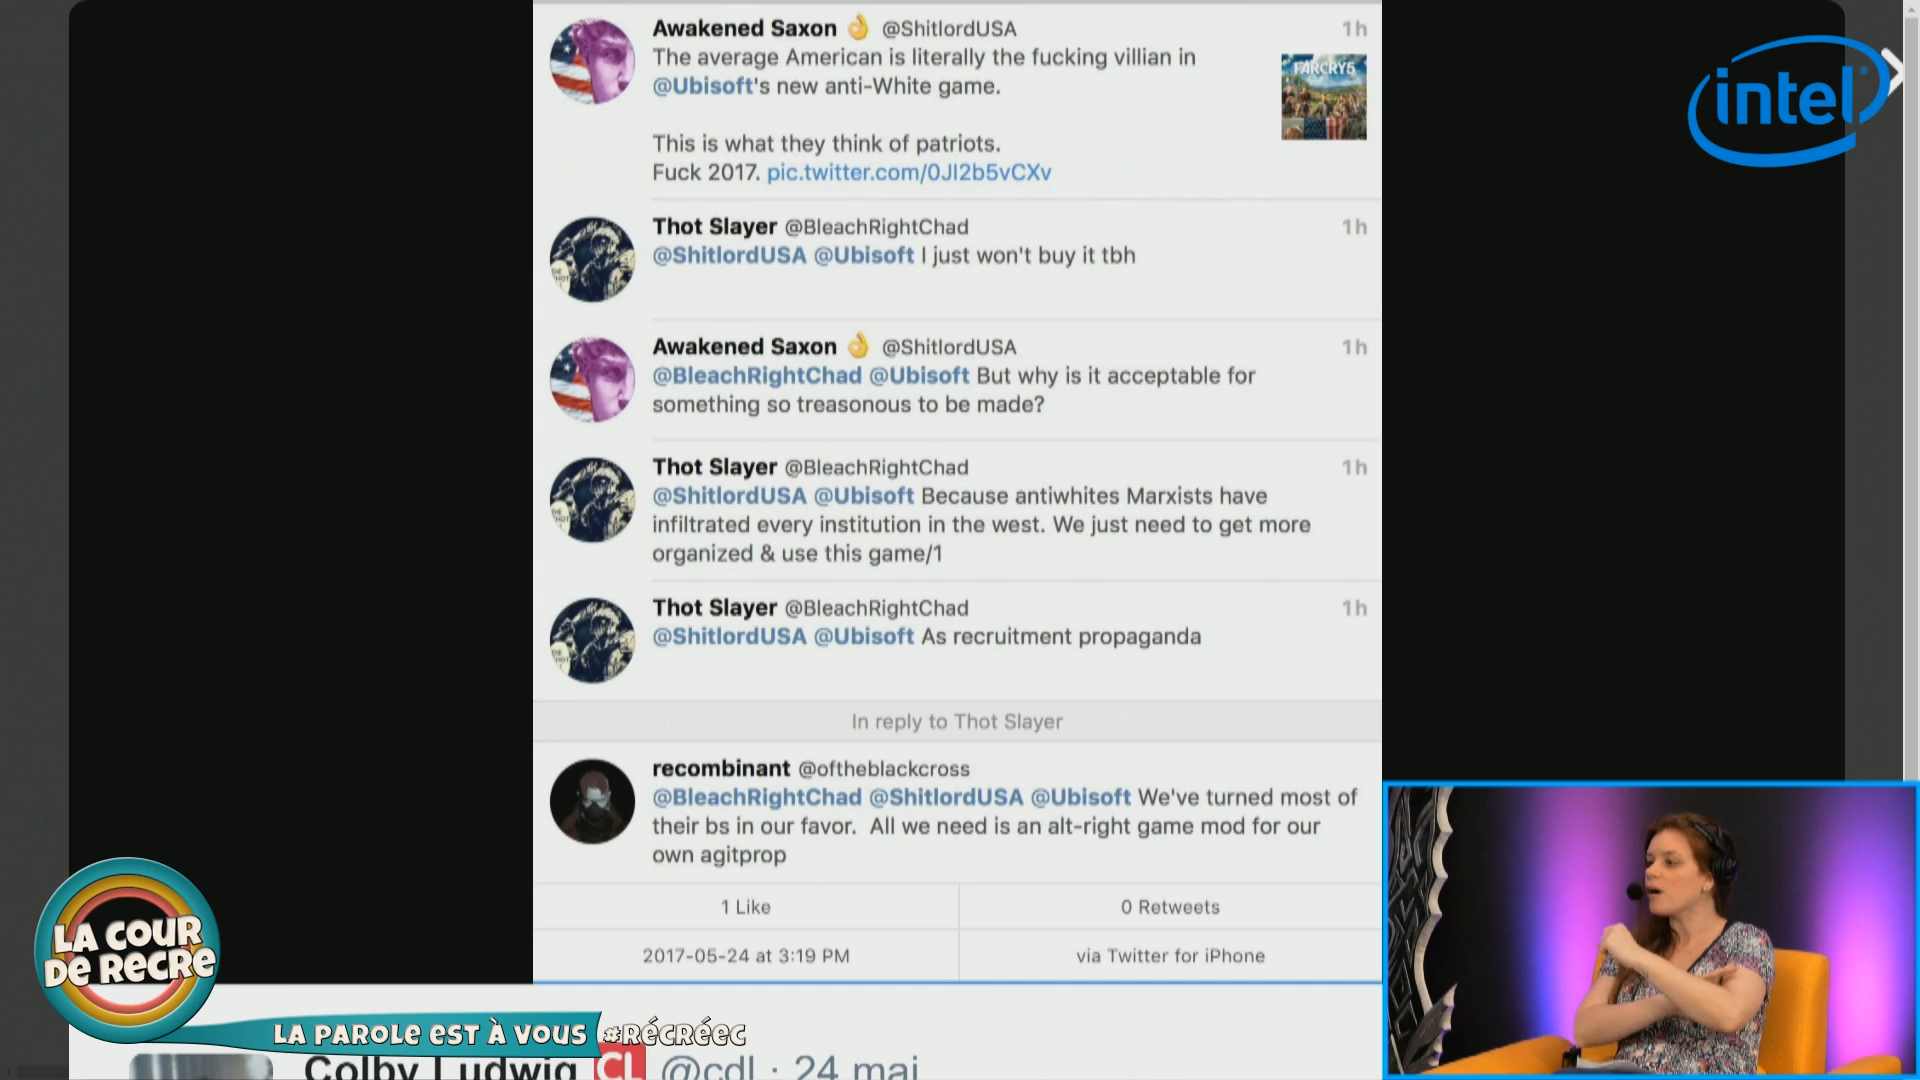 Awakened Saxon 👌 @ShitlordUSA 1h
The average American is literally the fucking villian in
@Ubisoft's new anti-White game.
This is what they think of patriots.
Fuck 2017. pic.twitter.com/0JI2b5vCXv
FARCRY5
intel
Thot Slayer @BleachRightChad 1h
@ShitlordUSA @Ubisoft I just won't buy it tbh
Awakened Saxon 👌 @ShitlordUSA 1h
@BleachRightChad @Ubisoft But why is it acceptable for
something so treasonous to be made?
Thot Slayer @BleachRightChad 1h
@ShitlordUSA @Ubisoft Because antiwhites Marxists have
infiltrated every institution in the west. We just need to get more
organized & use this game/1
Thot Slayer @BleachRightChad 1h
@ShitlordUSA @Ubisoft As recruitment propaganda
In reply to Thot Slayer
recombinant @oftheblackcross
@BleachRightChad @ShitlordUSA @Ubisoft We've turned most of
their bs in our favor. All we need is an alt-right game mod for our
own agitprop
1 Like 0 Retweets
2017-05-24 at 3:19 PM via Twitter for iPhone
LA COUR
DE RECRE
LA PAROLE EST À VOUS #RÉCRÉEC
Colby Ludwig CL @cdl · 24 mai